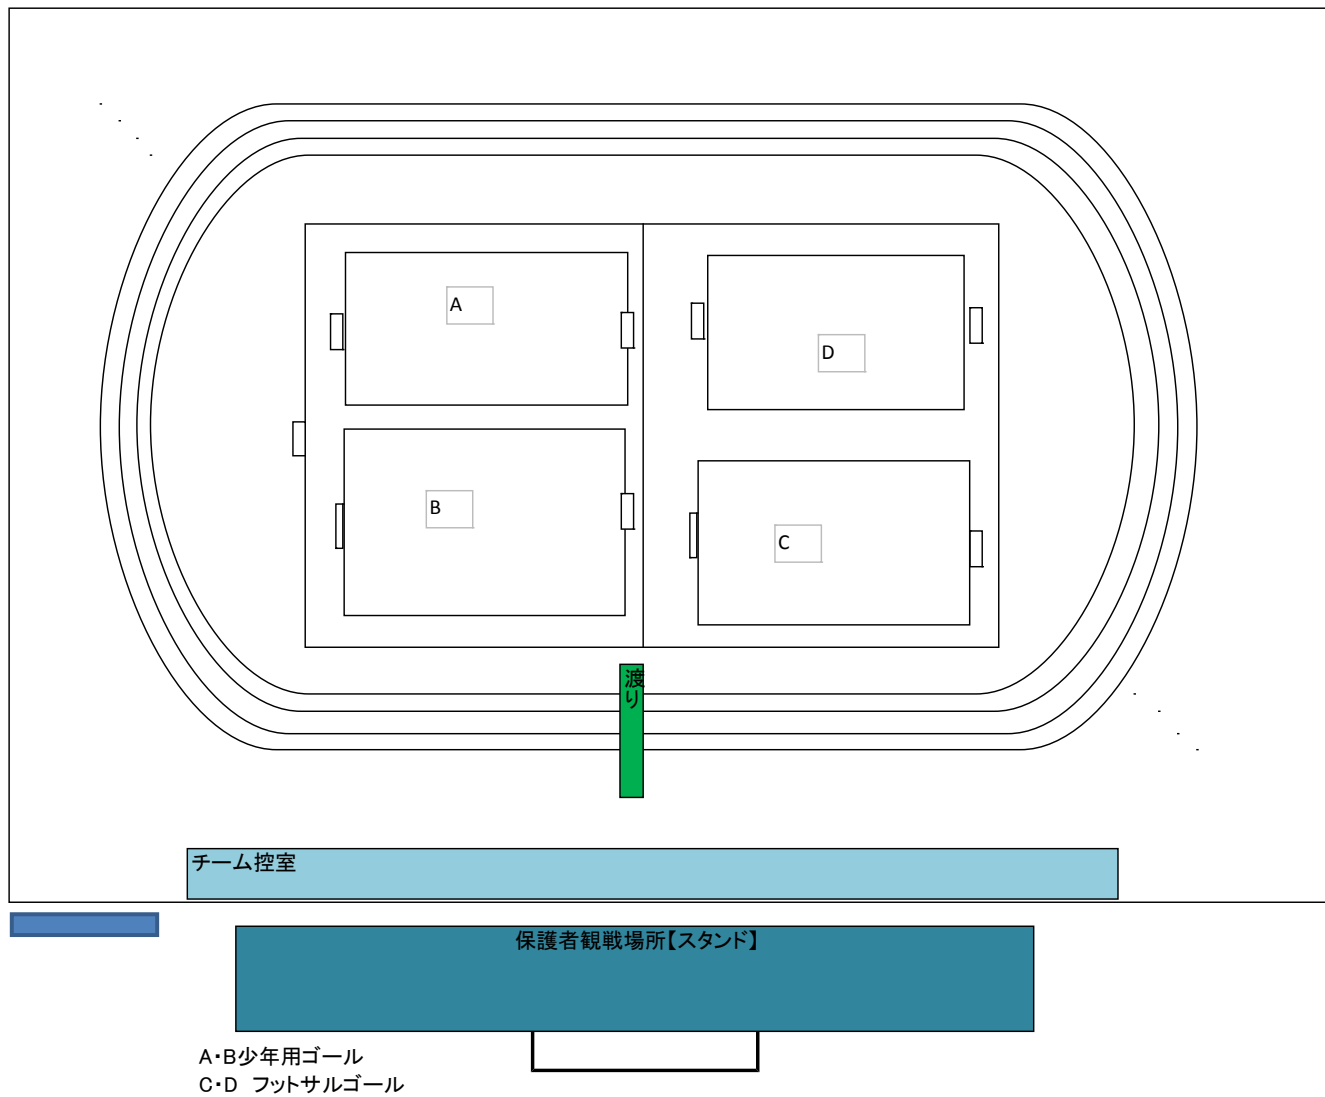 A
D
B
C
渡り
チーム控室
保護者観戦場所【スタンド】
A・B少年用ゴール
C・D　フットサルゴール